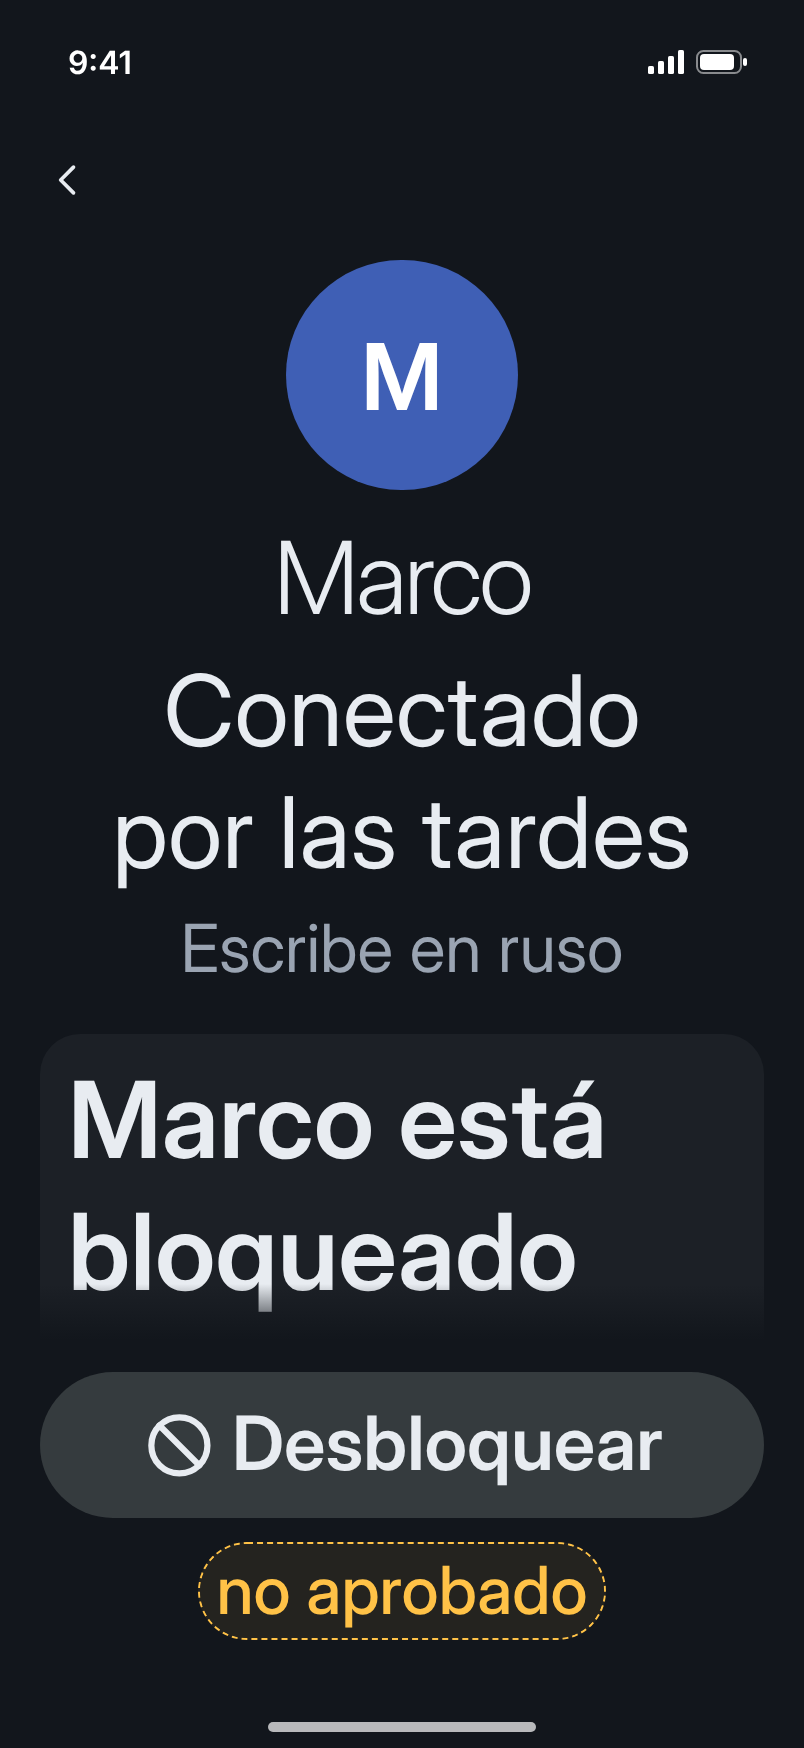 9:41
M
Marco
Conectado
por las tardes
Escribe en ruso
Marco está
bloqueado
Desbloquear
no aprobado